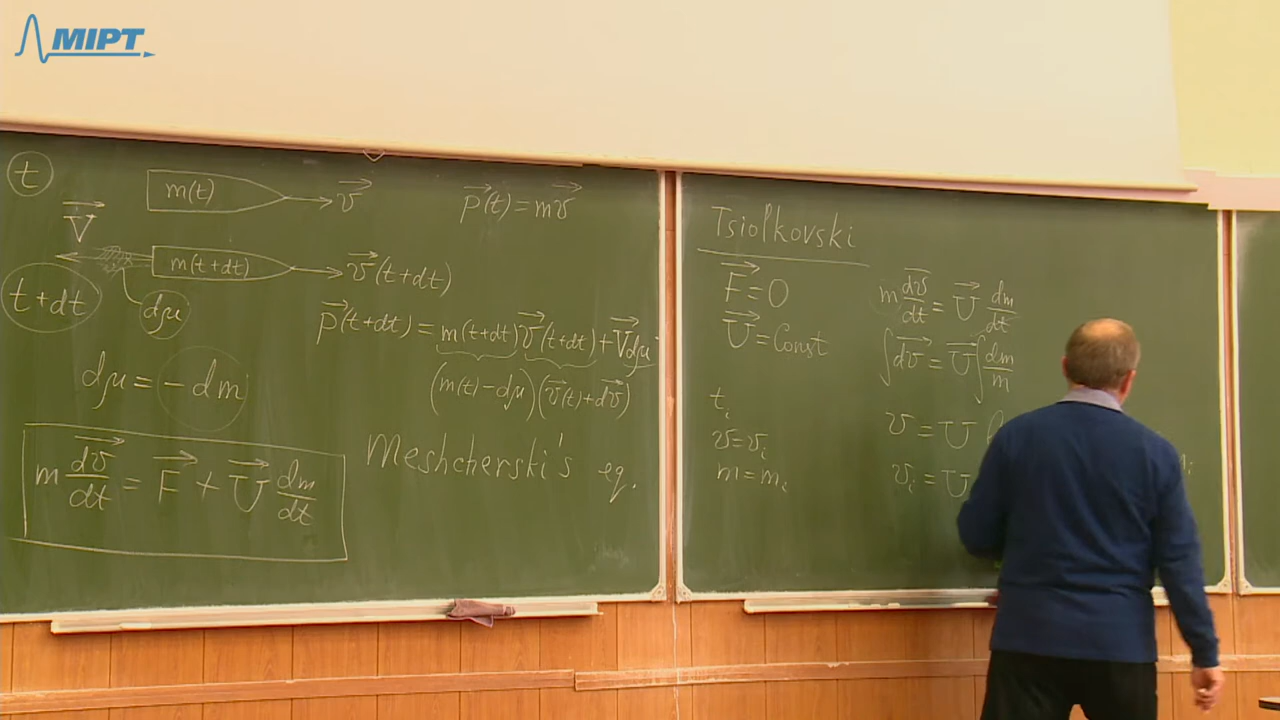 MIPT
t
m(t)
v⃗
p⃗(t) = mv⃗
V⃗
m(t+dt)
v⃗(t+dt)
t+dt
dμ
p⃗(t+dt) = m(t+dt)v⃗(t+dt) + V⃗dμ
(m(t) - dμ)(v⃗(t) + dv⃗)
dμ = -dm
m dv⃗/dt = F⃗ + U⃗ dm/dt
Meshcherski's eq.
Tsiolkovski
F⃗ = 0
U⃗ = Const
m dv⃗/dt = U⃗ dm/dt
∫dv⃗ = U⃗∫dm/m
t_i
v = v_i
m = m_i
v = U
v_i = U